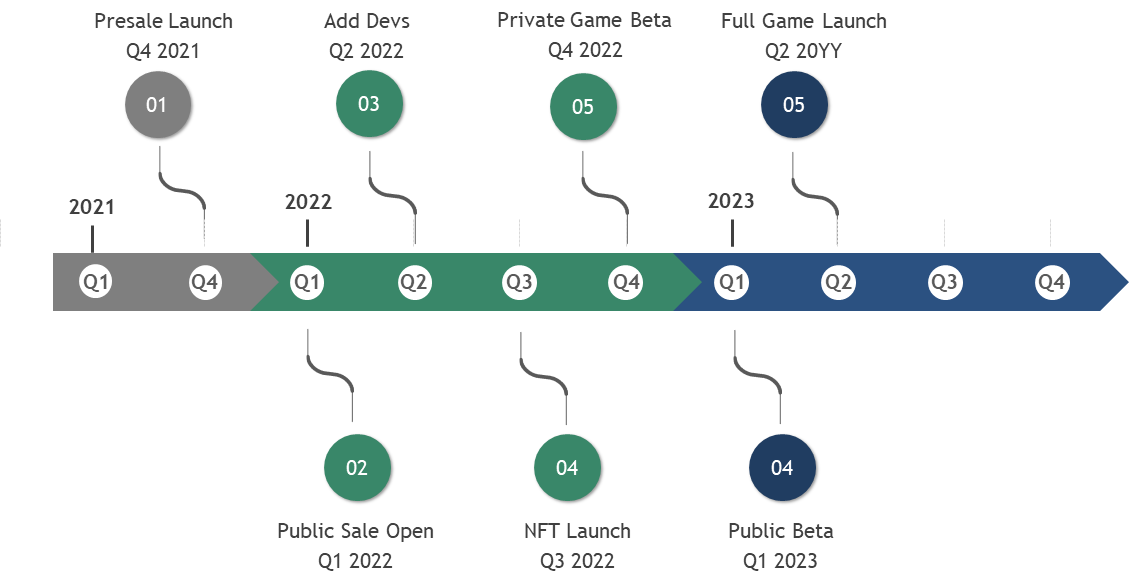 Presale Launch
Q4 2021
Add Devs
Q2 2022
Private Game Beta
Q4 2022
Full Game Launch
Q2 20YY
01
03
05
05
2021
2022
2023
Q1
Q4
Q1
Q2
Q3
Q4
Q1
Q2
Q3
Q4
02
04
04
Public Sale Open
Q1 2022
NFT Launch
Q3 2022
Public Beta
Q1 2023